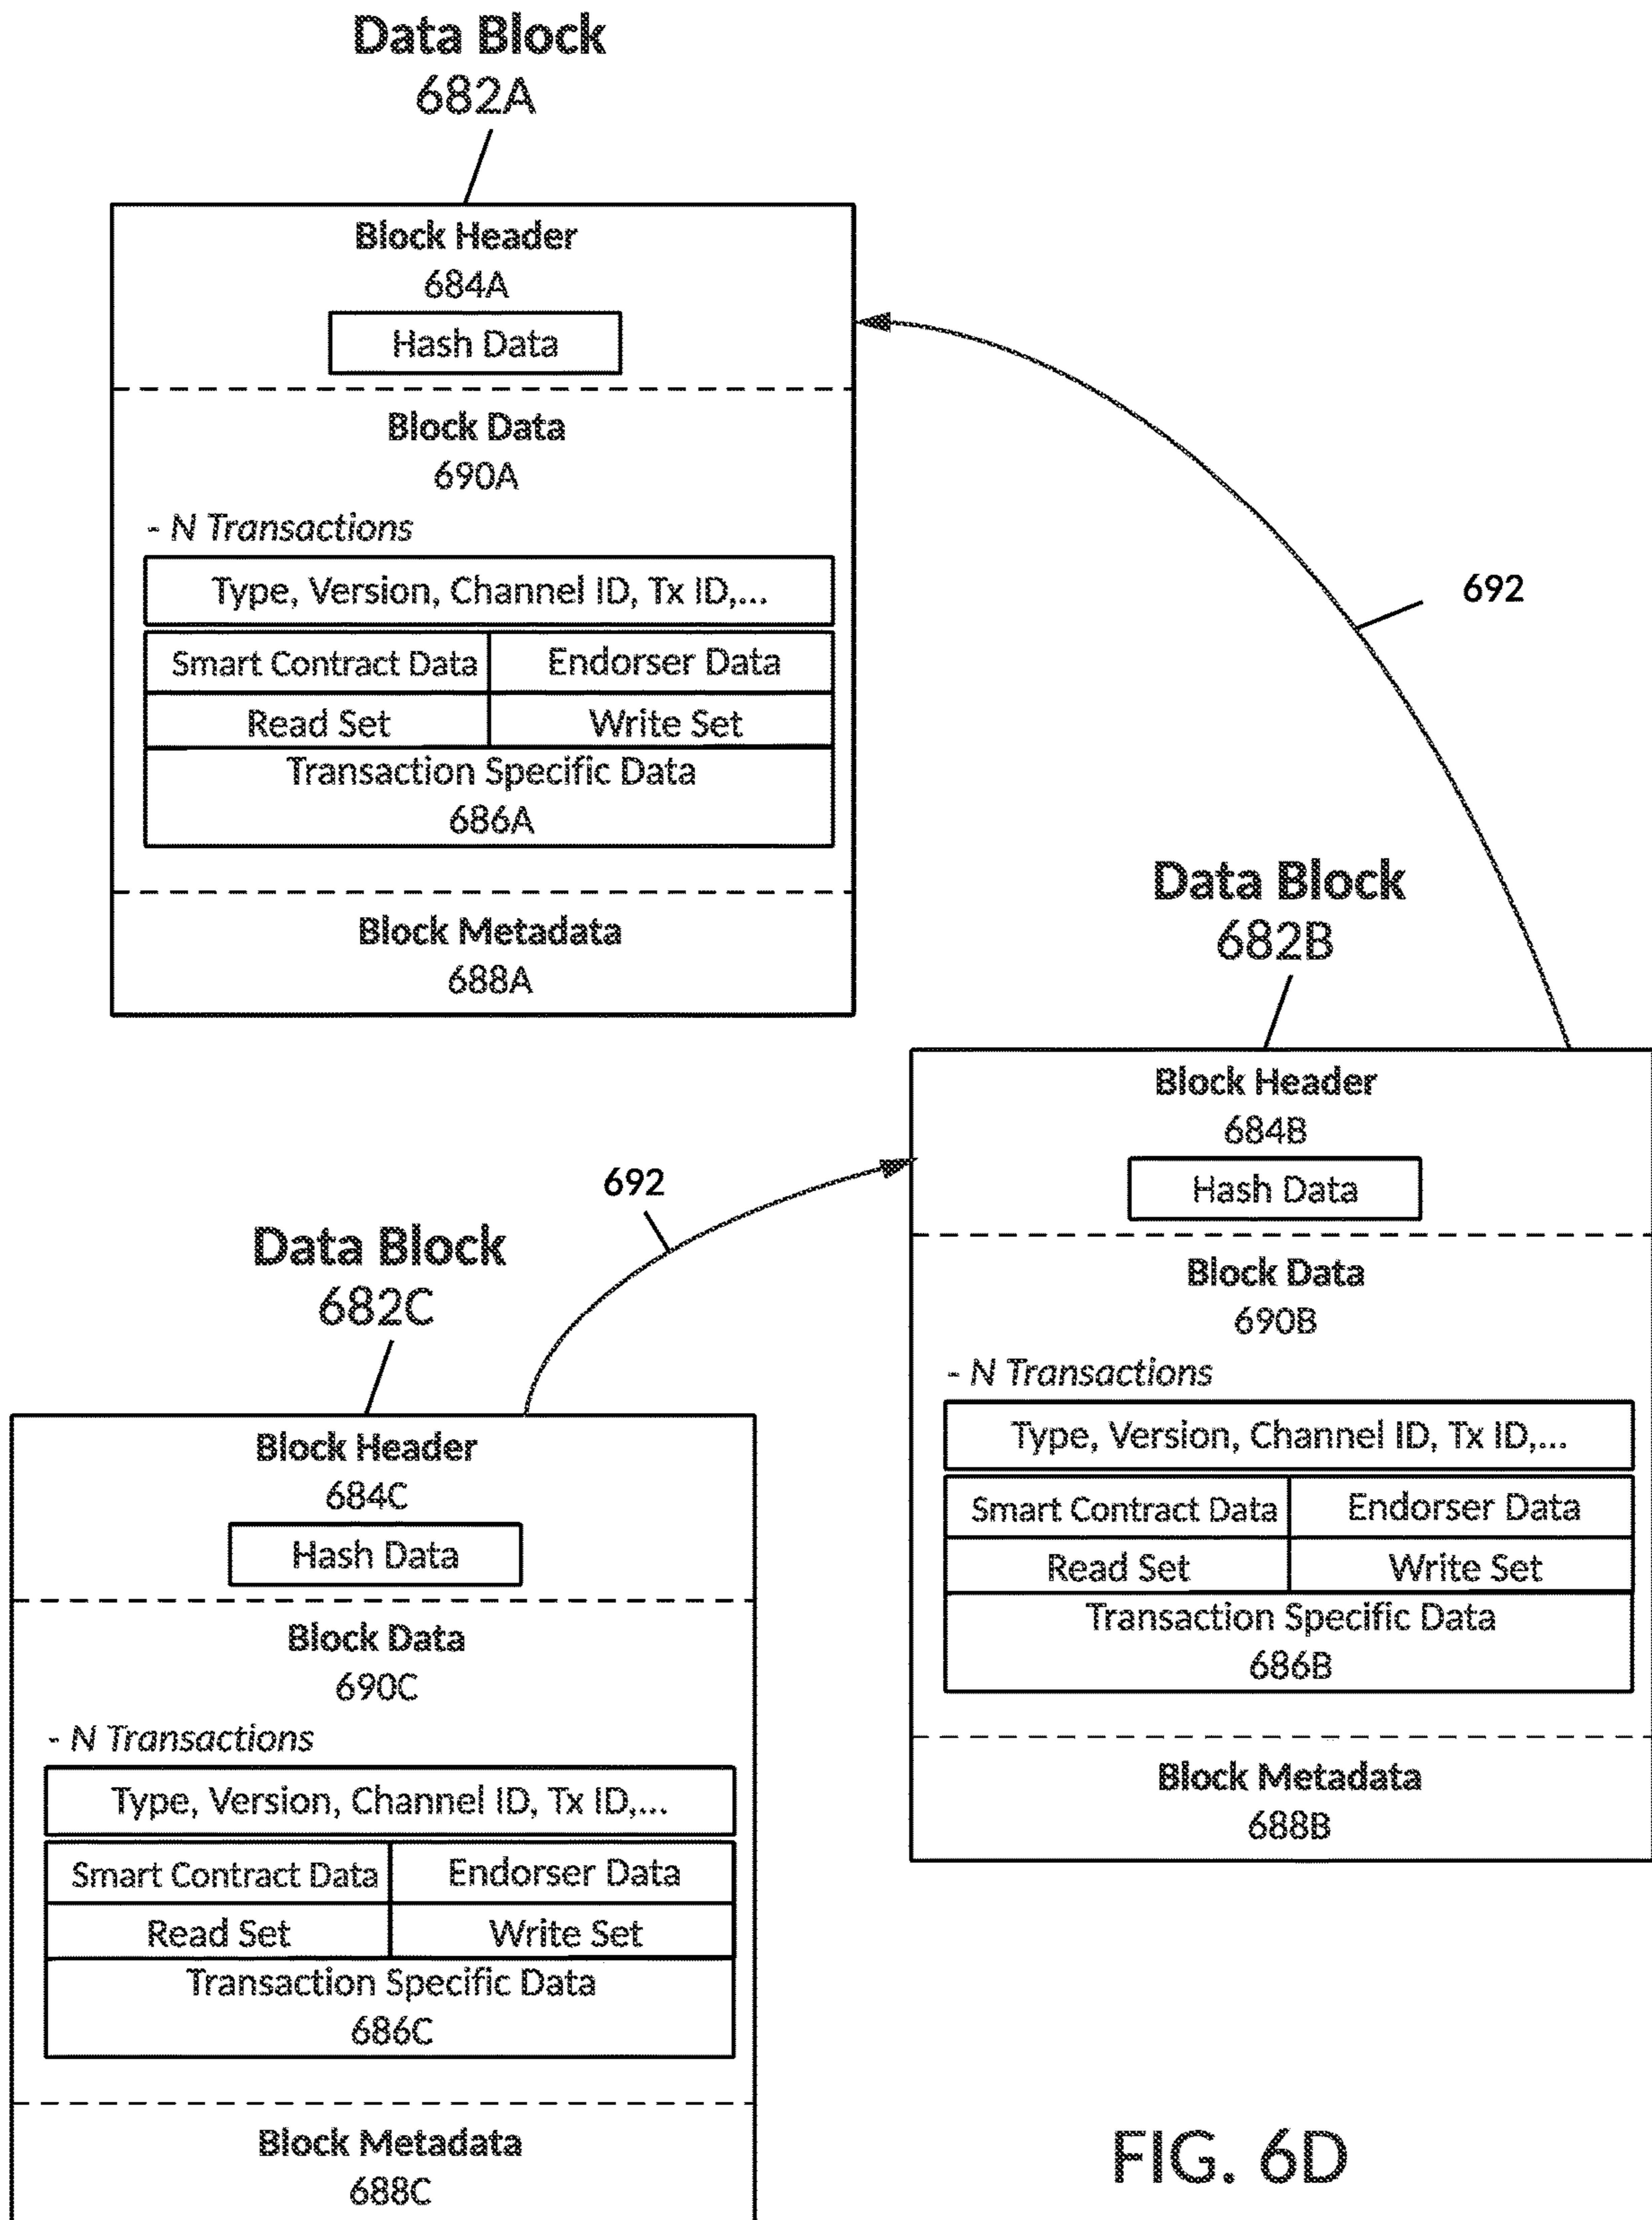 Data Block
682A
Block Header
684A
Hash Data
Block Data
690A
- N Transactions
Type, Version, Channel ID, Tx ID,...
Smart Contract Data
Endorser Data
Read Set
Write Set
Transaction Specific Data
686A
Block Metadata
688A
692
Data Block
682B
Block Header
684B
Hash Data
Block Data
690B
- N Transactions
Type, Version, Channel ID, Tx ID,...
Smart Contract Data
Endorser Data
Read Set
Write Set
Transaction Specific Data
686B
Block Metadata
688B
692
Data Block
682C
Block Header
684C
Hash Data
Block Data
690C
- N Transactions
Type, Version, Channel ID, Tx ID,...
Smart Contract Data
Endorser Data
Read Set
Write Set
Transaction Specific Data
686C
Block Metadata
688C
FIG. 6D